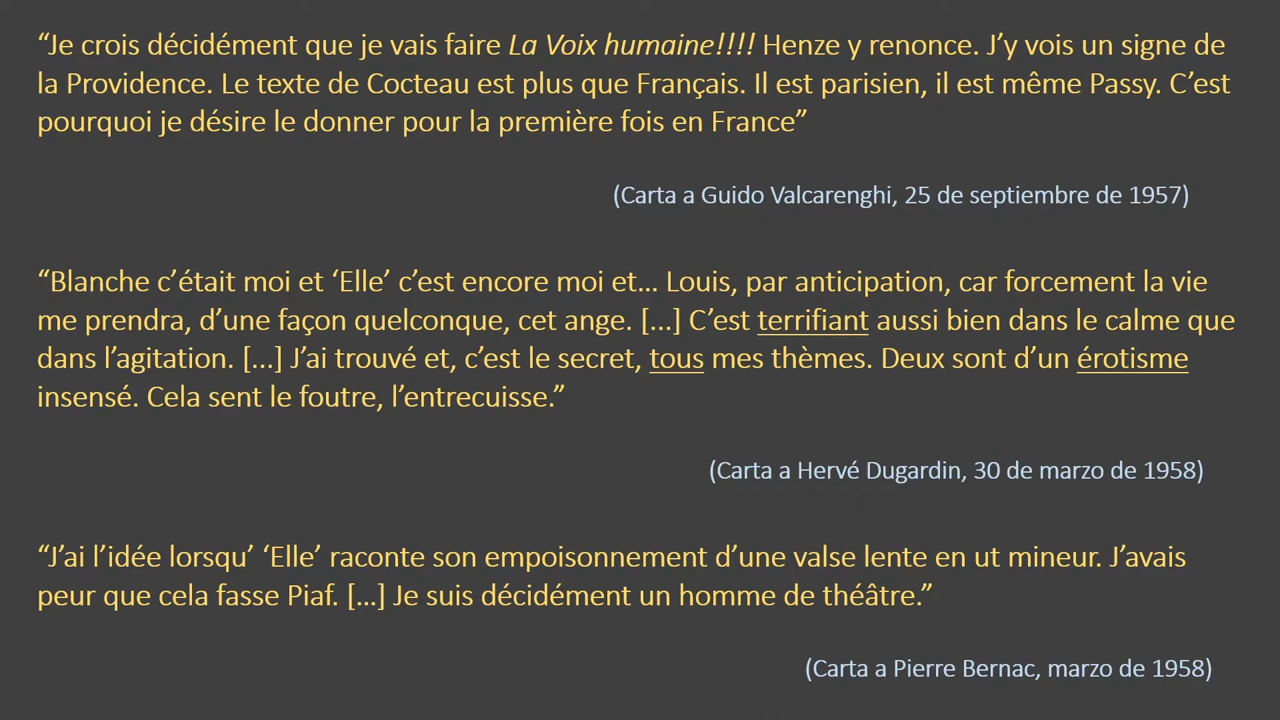 “Je crois décidément que je vais faire La Voix humaine!!!! Henze y renonce. J’y vois un signe de
la Providence. Le texte de Cocteau est plus que Français. Il est parisien, il est même Passy. C’est
pourquoi je désire le donner pour la première fois en France”
(Carta a Guido Valcarenghi, 25 de septiembre de 1957)
“Blanche c’était moi et ‘Elle’ c’est encore moi et... Louis, par anticipation, car forcement la vie
me prendra, d’une façon quelconque, cet ange. [...] C’est terrifiant aussi bien dans le calme que
dans l’agitation. [...] J’ai trouvé et, c’est le secret, tous mes thèmes. Deux sont d’un érotisme
insensé. Cela sent le foutre, l’entrecuisse.”
(Carta a Hervé Dugardin, 30 de marzo de 1958)
“J’ai l’idée lorsqu’ ‘Elle’ raconte son empoisonnement d’une valse lente en ut mineur. J’avais
peur que cela fasse Piaf. [...] Je suis décidément un homme de théâtre.”
(Carta a Pierre Bernac, marzo de 1958)